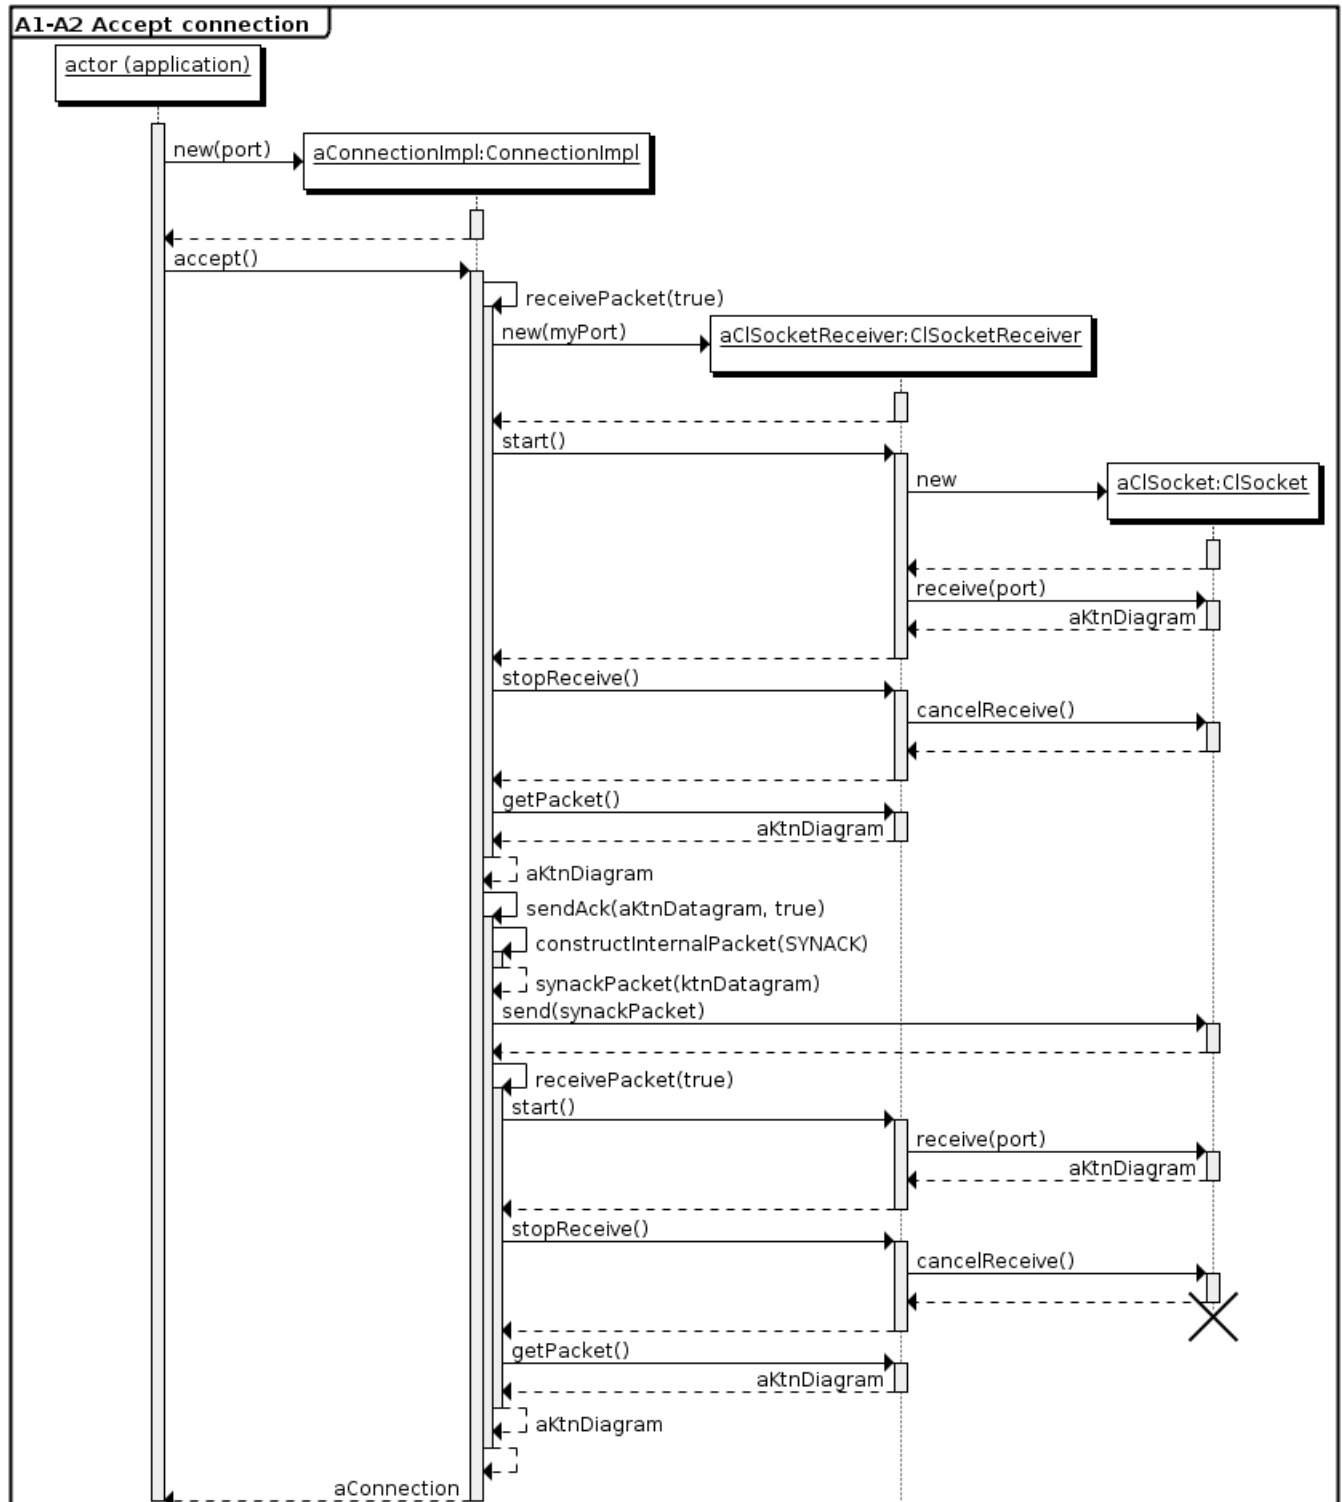 A1-A2 Accept connection
actor (application)
new(port)
aConnectionImpl:ConnectionImpl
accept()
receivePacket(true)
new(myPort)
aClSocketReceiver:ClSocketReceiver
start()
new
aClSocket:ClSocket
receive(port)
aKtnDiagram
stopReceive()
cancelReceive()
getPacket()
aKtnDiagram
aKtnDiagram
sendAck(aKtnDatagram, true)
constructInternalPacket(SYNACK)
synackPacket(ktnDatagram)
send(synackPacket)
receivePacket(true)
start()
receive(port)
aKtnDiagram
stopReceive()
cancelReceive()
getPacket()
aKtnDiagram
aKtnDiagram
aConnection